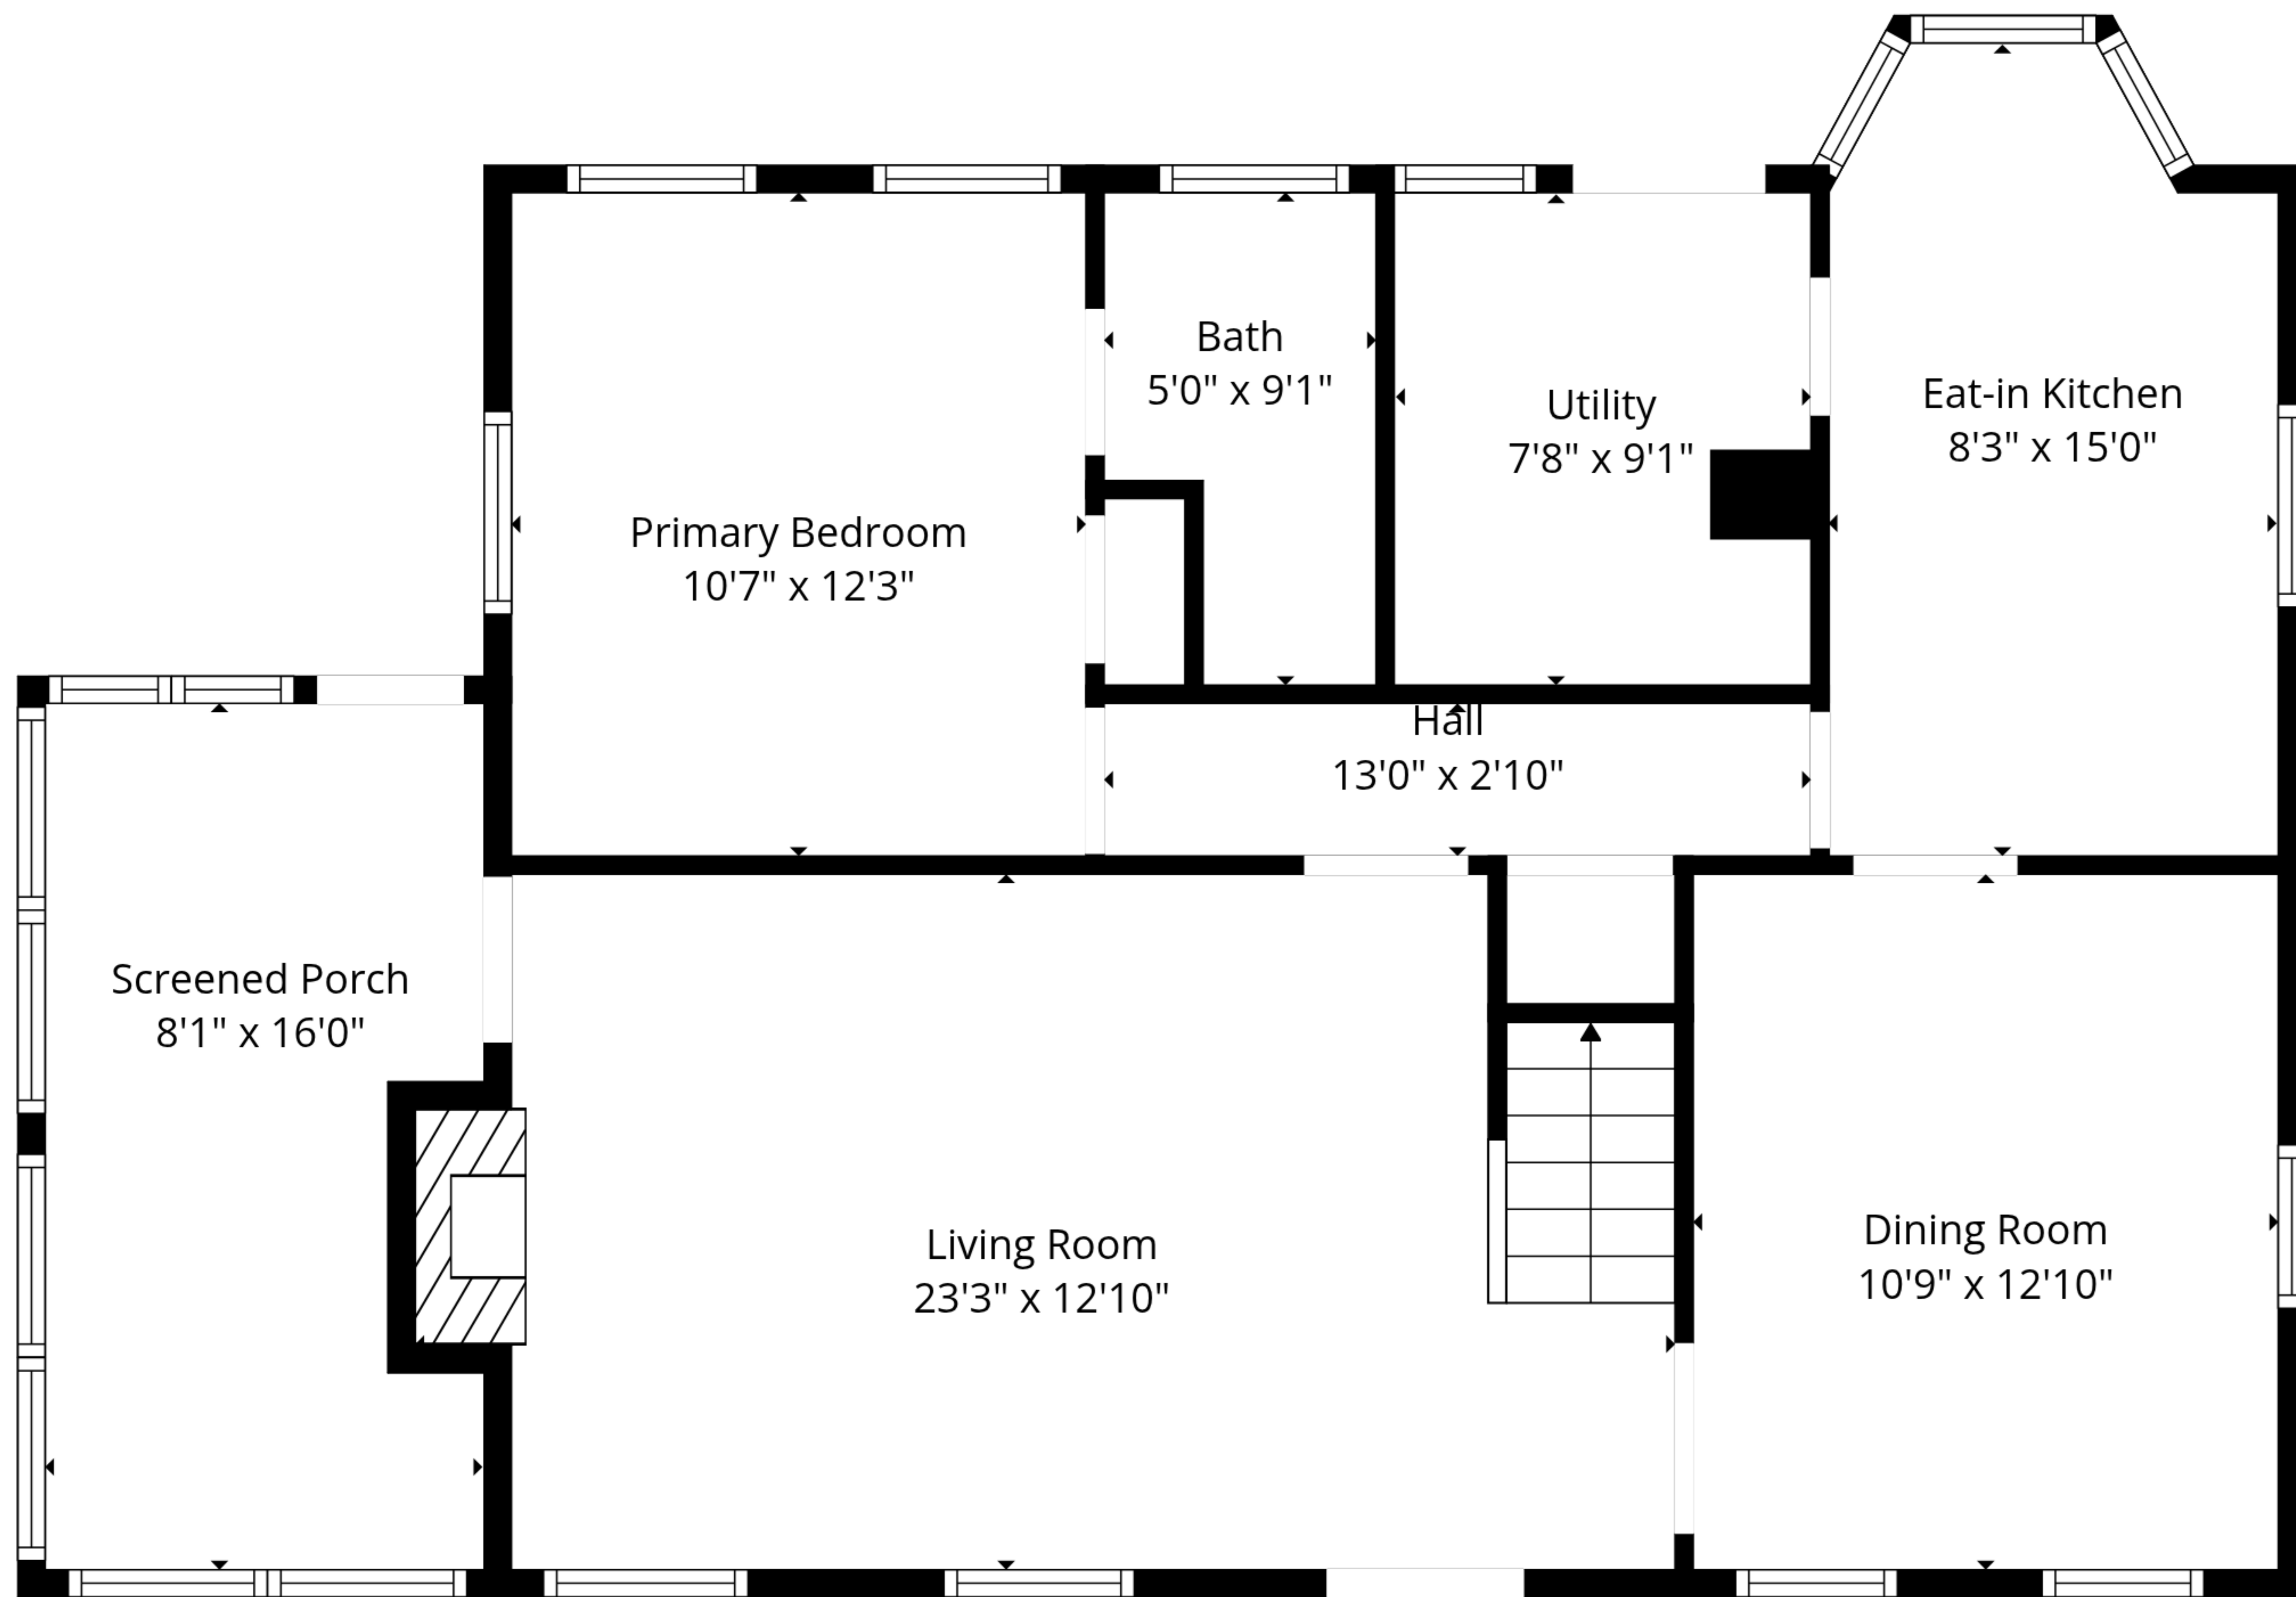 Bath
5'0" x 9'1"
Utility
7'8" x 9'1"
Eat-in Kitchen
8'3" x 15'0"
Primary Bedroom
10'7" x 12'3"
Hall
13'0" x 2'10"
Screened Porch
8'1" x 16'0"
Living Room
23'3" x 12'10"
Dining Room
10'9" x 12'10"